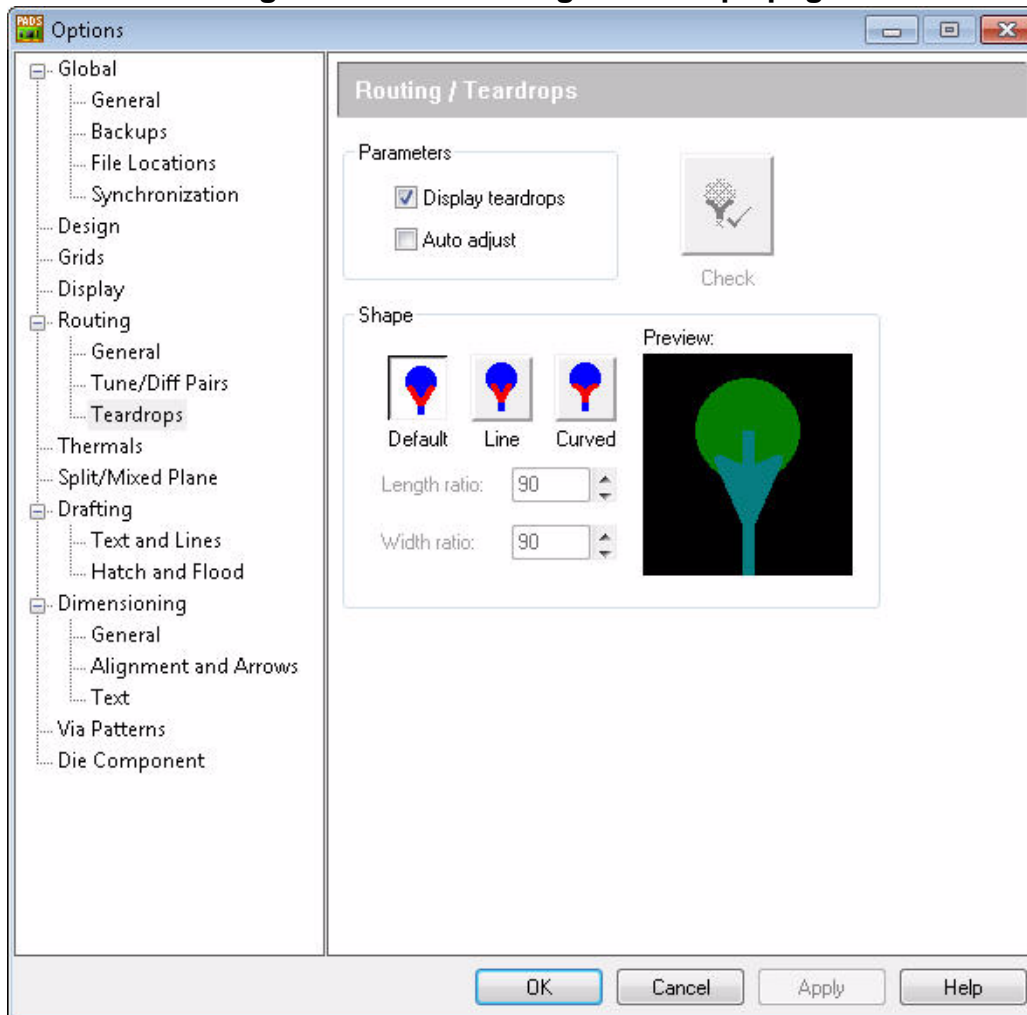 PADS Options
Global
General
Backups
File Locations
Synchronization
Design
Grids
Display
Routing
General
Tune/Diff Pairs
Teardrops
Thermals
Split/Mixed Plane
Drafting
Text and Lines
Hatch and Flood
Dimensioning
General
Alignment and Arrows
Text
Via Patterns
Die Component
Routing / Teardrops
Parameters
Display teardrops
Auto adjust
Check
Shape
Preview:
Default Line Curved
Length ratio: 90
Width ratio: 90
OK Cancel Apply Help